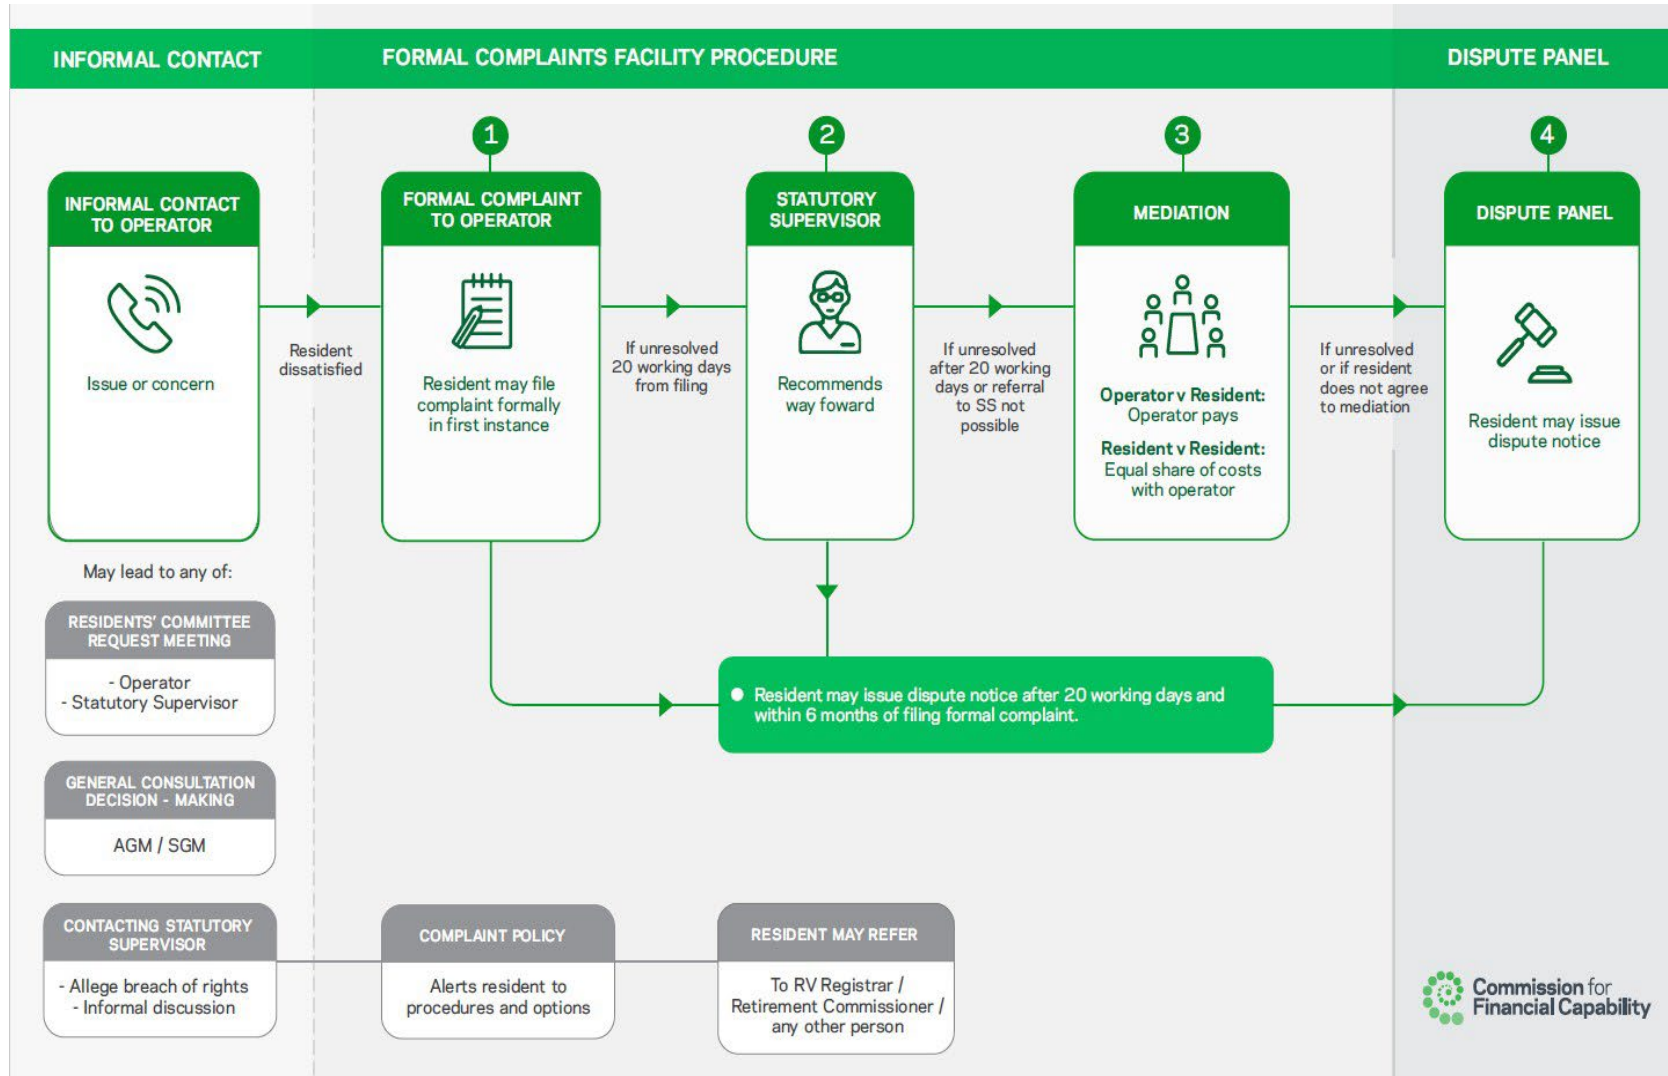 INFORMAL CONTACT
FORMAL COMPLAINTS FACILITY PROCEDURE
DISPUTE PANEL
1
2
3
4
INFORMAL CONTACT
TO OPERATOR
Issue or concern
Resident
dissatisfied
FORMAL COMPLAINT
TO OPERATOR
Resident may file
complaint formally
in first instance
If unresolved
20 working days
from filing
STATUTORY
SUPERVISOR
Recommends
way foward
If unresolved
after 20 working
days or referral
to SS not
possible
MEDIATION
Operator v Resident:
Operator pays
Resident v Resident:
Equal share of costs
with operator
If unresolved
or if resident
does not agree
to mediation
DISPUTE PANEL
Resident may issue
dispute notice
May lead to any of:
RESIDENTS' COMMITTEE
REQUEST MEETING
- Operator
- Statutory Supervisor
Resident may issue dispute notice after 20 working days and
within 6 months of filing formal complaint.
GENERAL CONSULTATION
DECISION - MAKING
AGM / SGM
CONTACTING STATUTORY
SUPERVISOR
- Allege breach of rights
- Informal discussion
COMPLAINT POLICY
Alerts resident to
procedures and options
RESIDENT MAY REFER
To RV Registrar /
Retirement Commissioner /
any other person
Commission for
Financial Capability